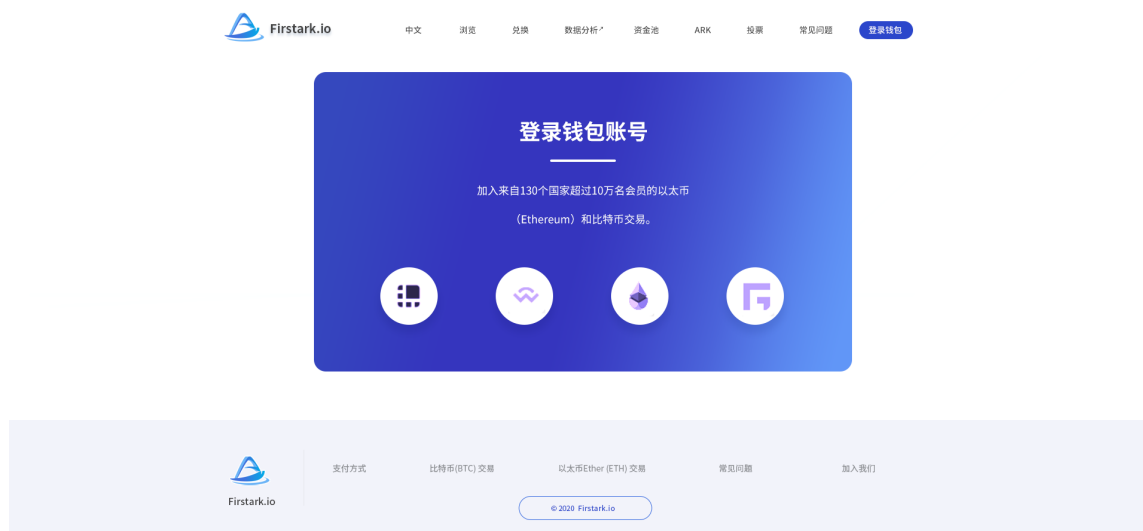 Firstark.io
中文 浏览 兑换 数据分析↗ 资金池 ARK 投票 常见问题 登录钱包
登录钱包账号
加入来自130个国家超过10万名会员的以太币
（Ethereum）和比特币交易。
支付方式 比特币(BTC) 交易 以太币Ether (ETH) 交易 常见问题 加入我们
Firstark.io
© 2020 Firstark.io